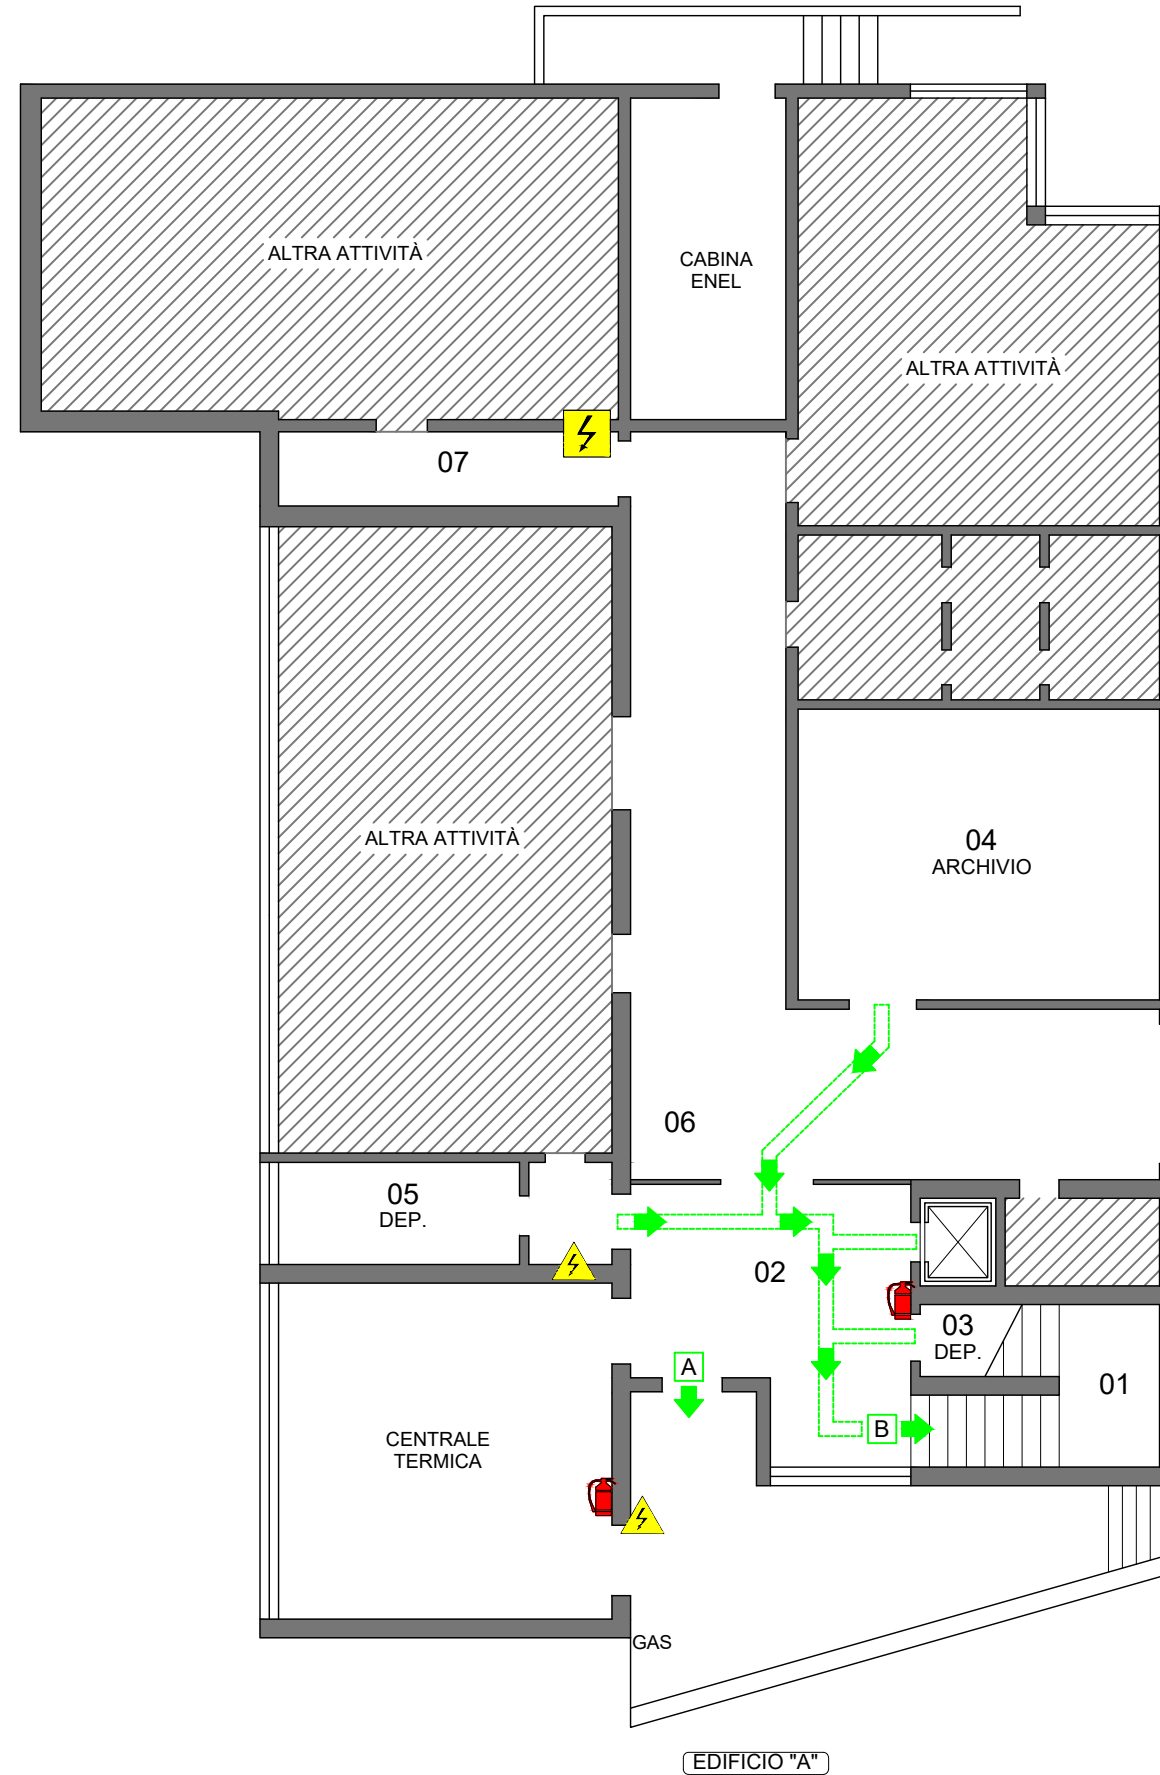 ALTRA ATTIVITÀ
CABINA
ENEL
ALTRA ATTIVITÀ
07
ALTRA ATTIVITÀ
04
ARCHIVIO
06
05
DEP.
02
03
DEP.
A
01
B
CENTRALE
TERMICA
GAS
EDIFICIO "A"